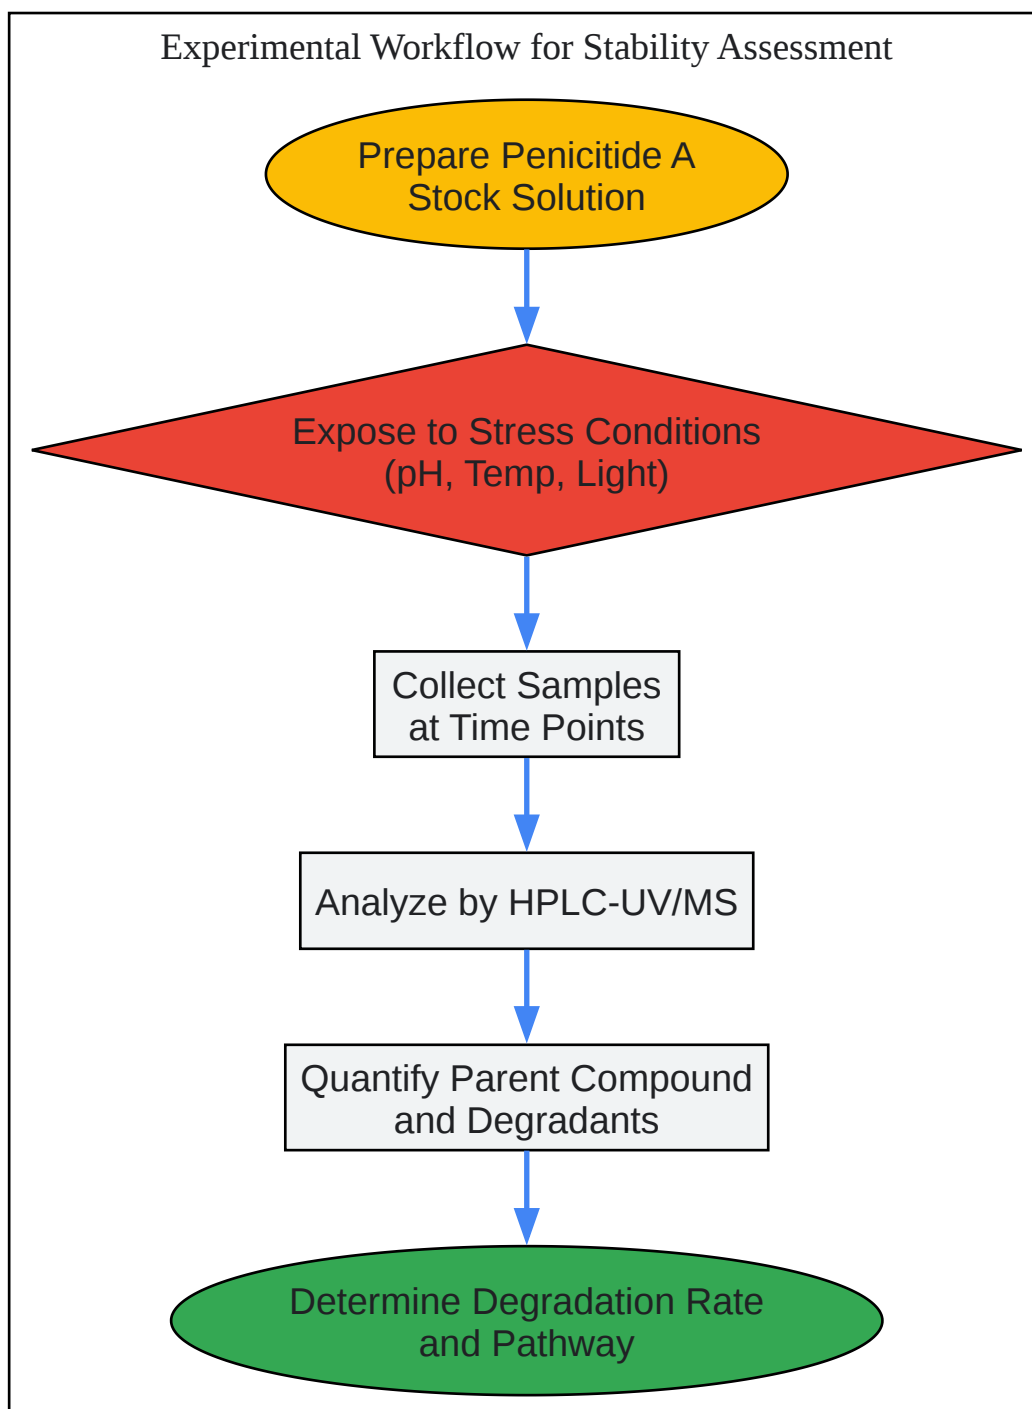 Experimental Workflow for Stability Assessment
Prepare Penicitide A
Stock Solution
Expose to Stress Conditions
(pH, Temp, Light)
Collect Samples
at Time Points
Analyze by HPLC-UV/MS
Quantify Parent Compound
and Degradants
Determine Degradation Rate
and Pathway